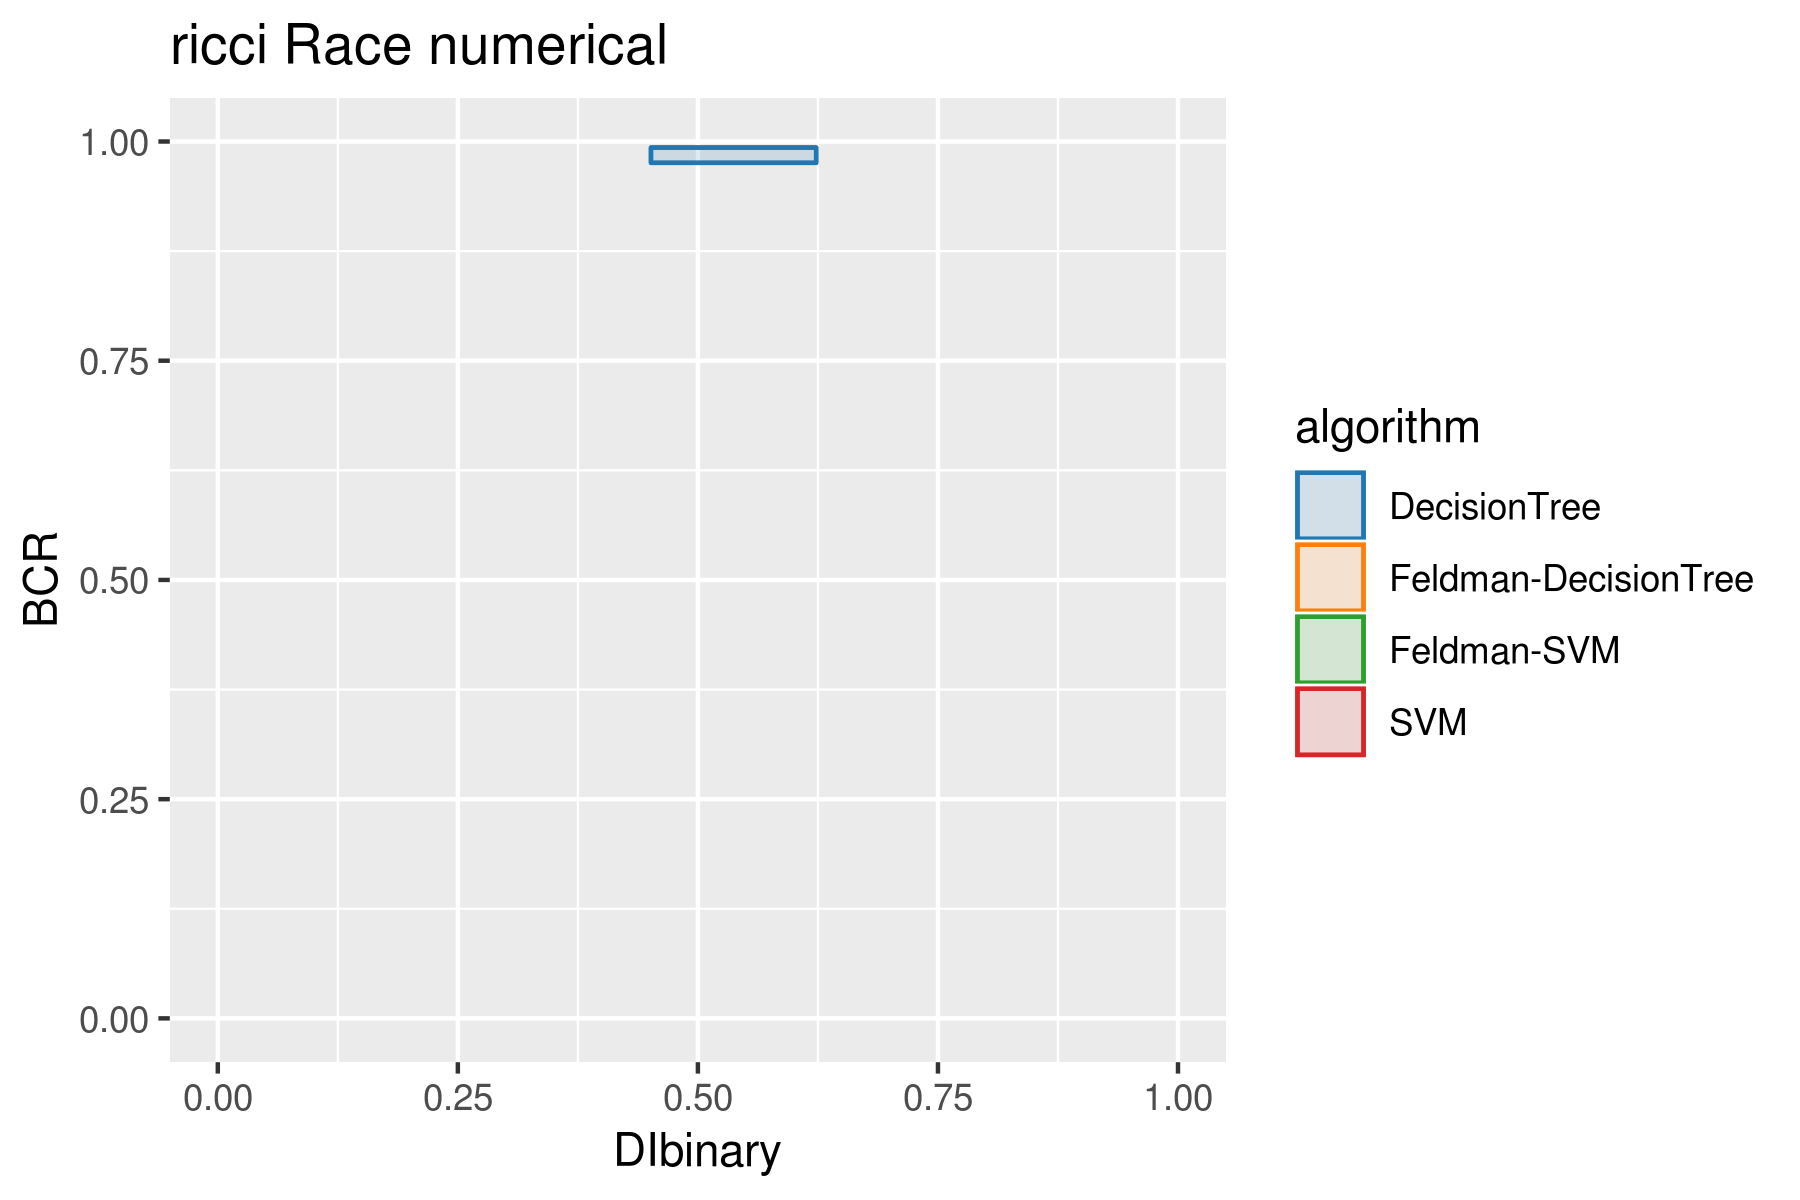 ricci Race numerical
1.00
0.75
0.50
0.25
0.00
BCR
0.00 0.25 0.50 0.75 1.00
DIbinary
algorithm
DecisionTree
Feldman-DecisionTree
Feldman-SVM
SVM